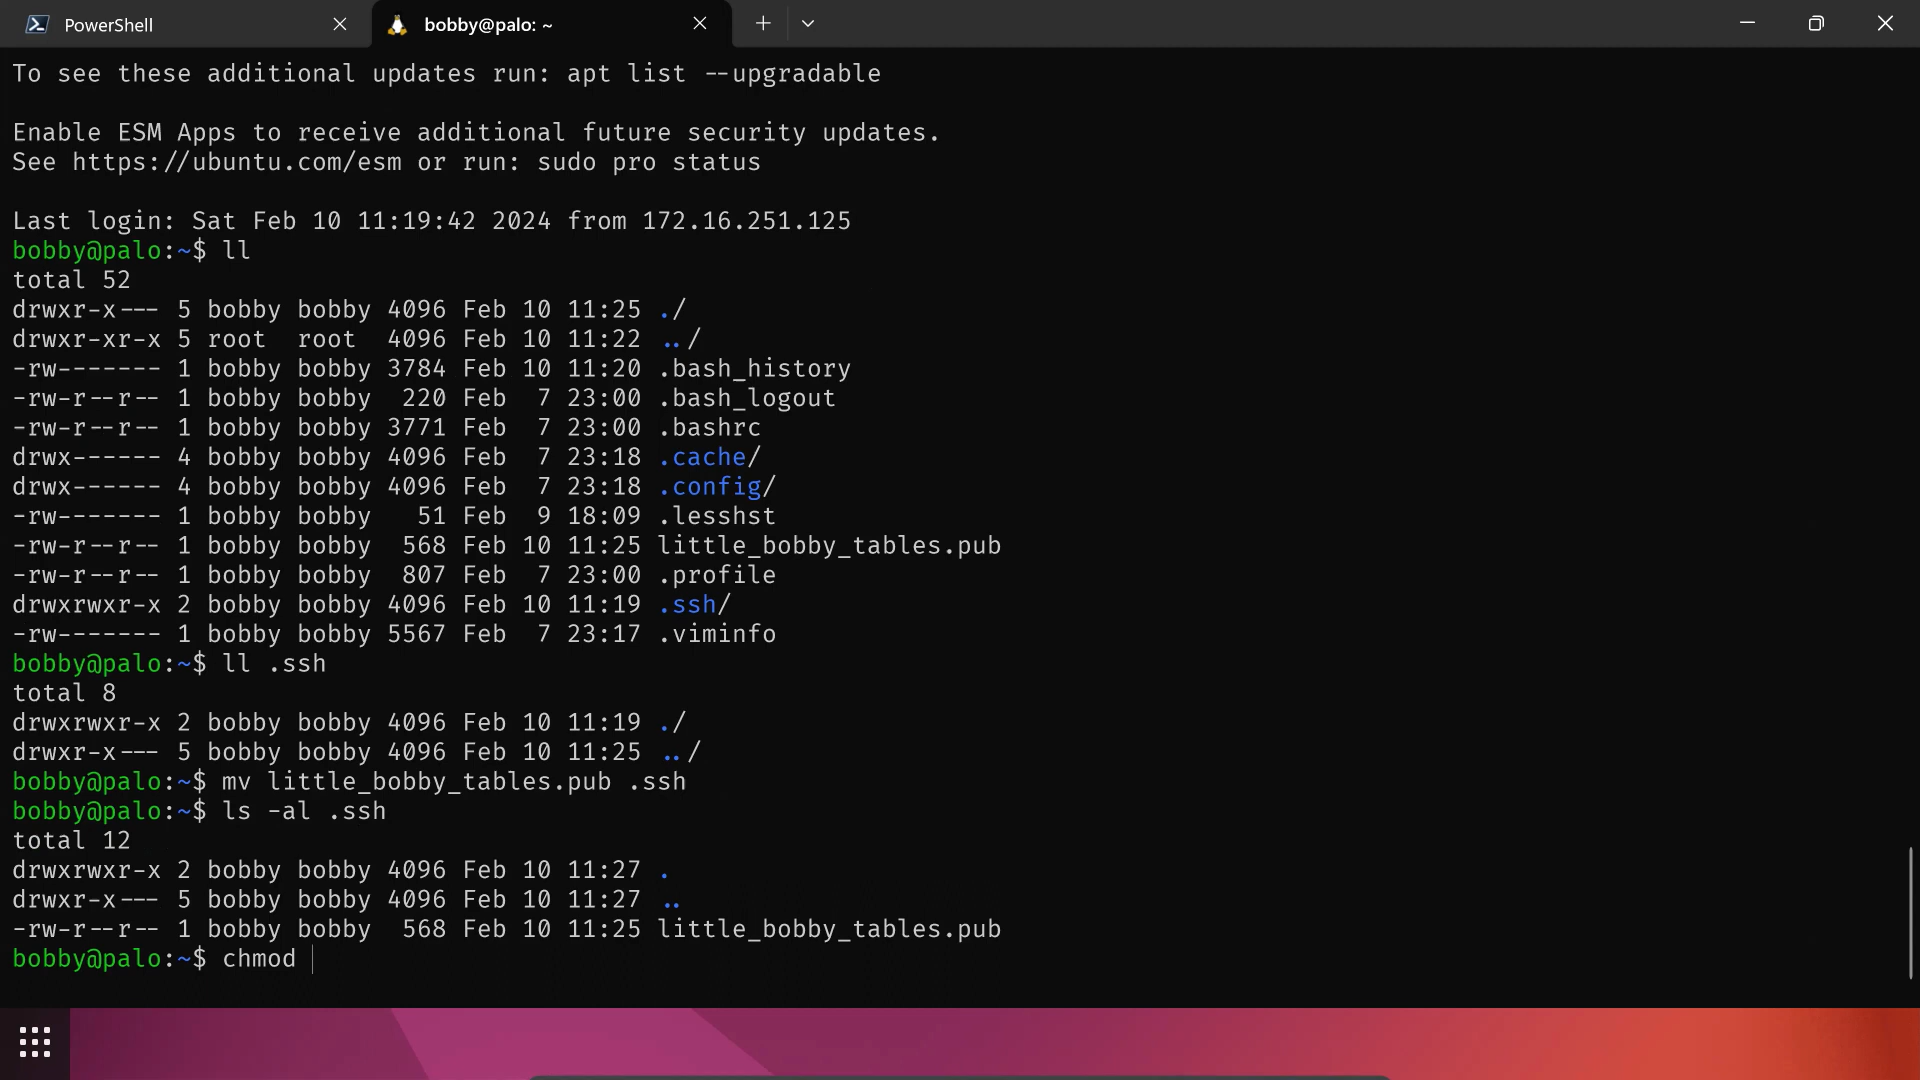 PowerShell
bobby@palo: ~
To see these additional updates run: apt list --upgradable
Enable ESM Apps to receive additional future security updates.
See https://ubuntu.com/esm or run: sudo pro status
Last login: Sat Feb 10 11:19:42 2024 from 172.16.251.125
bobby@palo:~$ ll
total 52
drwxr-x--- 5 bobby bobby 4096 Feb 10 11:25 ./
drwxr-xr-x 5 root  root  4096 Feb 10 11:22 ../
-rw------- 1 bobby bobby 3784 Feb 10 11:20 .bash_history
-rw-r--r-- 1 bobby bobby  220 Feb  7 23:00 .bash_logout
-rw-r--r-- 1 bobby bobby 3771 Feb  7 23:00 .bashrc
drwx------ 4 bobby bobby 4096 Feb  7 23:18 .cache/
drwx------ 4 bobby bobby 4096 Feb  7 23:18 .config/
-rw------- 1 bobby bobby   51 Feb  9 18:09 .lesshst
-rw-r--r-- 1 bobby bobby  568 Feb 10 11:25 little_bobby_tables.pub
-rw-r--r-- 1 bobby bobby  807 Feb  7 23:00 .profile
drwxrwxr-x 2 bobby bobby 4096 Feb 10 11:19 .ssh/
-rw------- 1 bobby bobby 5567 Feb  7 23:17 .viminfo
bobby@palo:~$ ll .ssh
total 8
drwxrwxr-x 2 bobby bobby 4096 Feb 10 11:19 ./
drwxr-x--- 5 bobby bobby 4096 Feb 10 11:25 ../
bobby@palo:~$ mv little_bobby_tables.pub .ssh
bobby@palo:~$ ls -al .ssh
total 12
drwxrwxr-x 2 bobby bobby 4096 Feb 10 11:27 .
drwxr-x--- 5 bobby bobby 4096 Feb 10 11:27 ..
-rw-r--r-- 1 bobby bobby  568 Feb 10 11:25 little_bobby_tables.pub
bobby@palo:~$ chmod